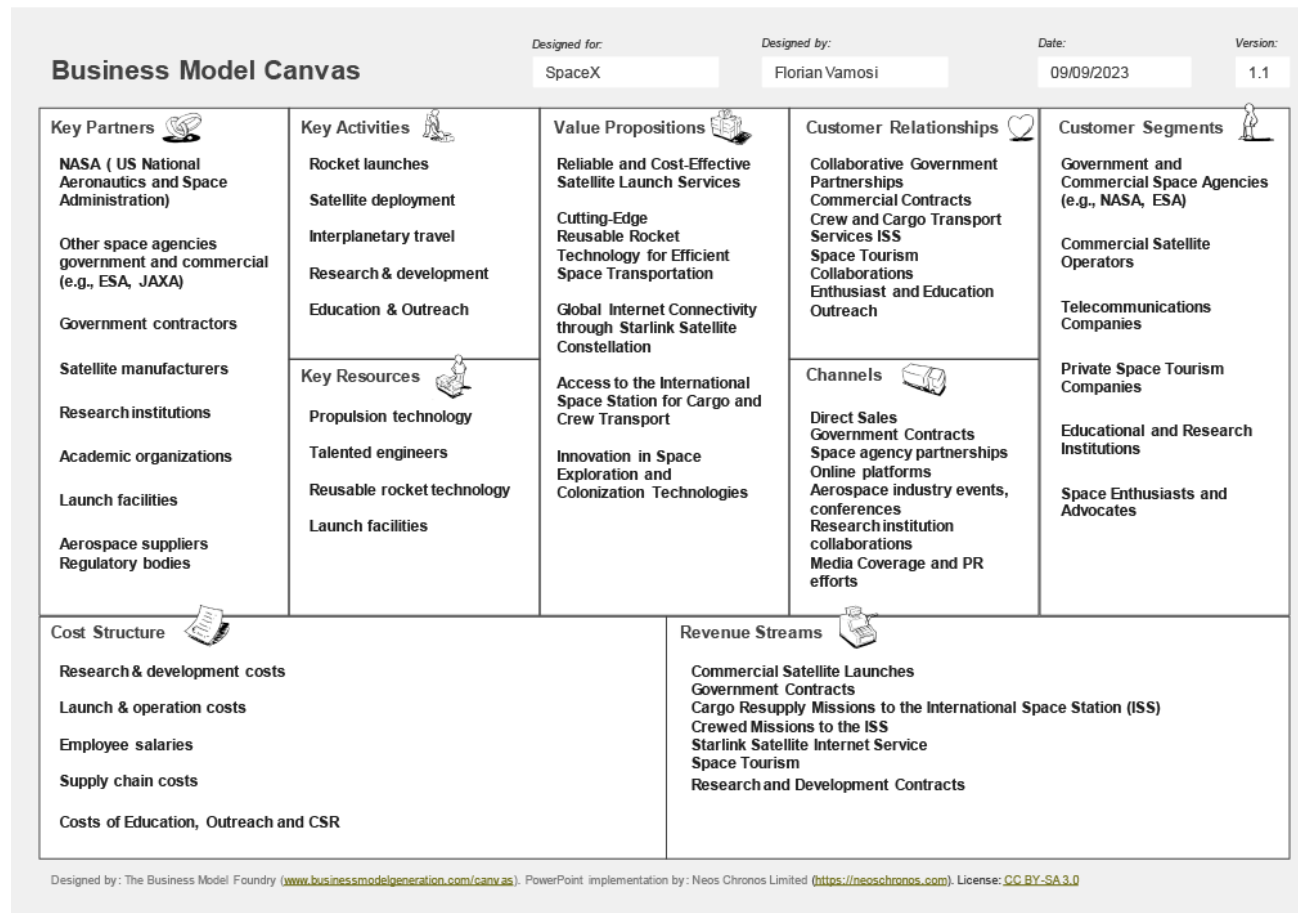 Designed for:
Designed by:
Date:
Version:
Business Model Canvas
SpaceX
Florian Vamosi
09/09/2023
1.1
Key Partners
NASA ( US National
Aeronautics and Space
Administration)
Other space agencies
government and commercial
(e.g., ESA, JAXA)
Government contractors
Satellite manufacturers
Research institutions
Academic organizations
Launch facilities
Aerospace suppliers
Regulatory bodies
Key Activities
Rocket launches
Satellite deployment
Interplanetary travel
Research & development
Education & Outreach
Key Resources
Propulsion technology
Talented engineers
Reusable rocket technology
Launch facilities
Value Propositions
Reliable and Cost-Effective
Satellite Launch Services
Cutting-Edge
Reusable Rocket
Technology for Efficient
Space Transportation
Global Internet Connectivity
through Starlink Satellite
Constellation
Access to the International
Space Station for Cargo and
Crew Transport
Innovation in Space
Exploration and
Colonization Technologies
Customer Relationships
Collaborative Government
Partnerships
Commercial Contracts
Crew and Cargo Transport
Services ISS
Space Tourism
Collaborations
Enthusiast and Education
Outreach
Channels
Direct Sales
Government Contracts
Space agency partnerships
Online platforms
Aerospace industry events,
conferences
Research institution
collaborations
Media Coverage and PR
efforts
Customer Segments
Government and
Commercial Space Agencies
(e.g., NASA, ESA)
Commercial Satellite
Operators
Telecommunications
Companies
Private Space Tourism
Companies
Educational and Research
Institutions
Space Enthusiasts and
Advocates
Cost Structure
Research & development costs
Launch & operation costs
Employee salaries
Supply chain costs
Costs of Education, Outreach and CSR
Revenue Streams
Commercial Satellite Launches
Government Contracts
Cargo Resupply Missions to the International Space Station (ISS)
Crewed Missions to the ISS
Starlink Satellite Internet Service
Space Tourism
Research and Development Contracts
Designed by: The Business Model Foundry (www.businessmodelgeneration.com/canvas). PowerPoint implementation by: Neos Chronos Limited (https://neoschronos.com). License: CC BY-SA 3.0